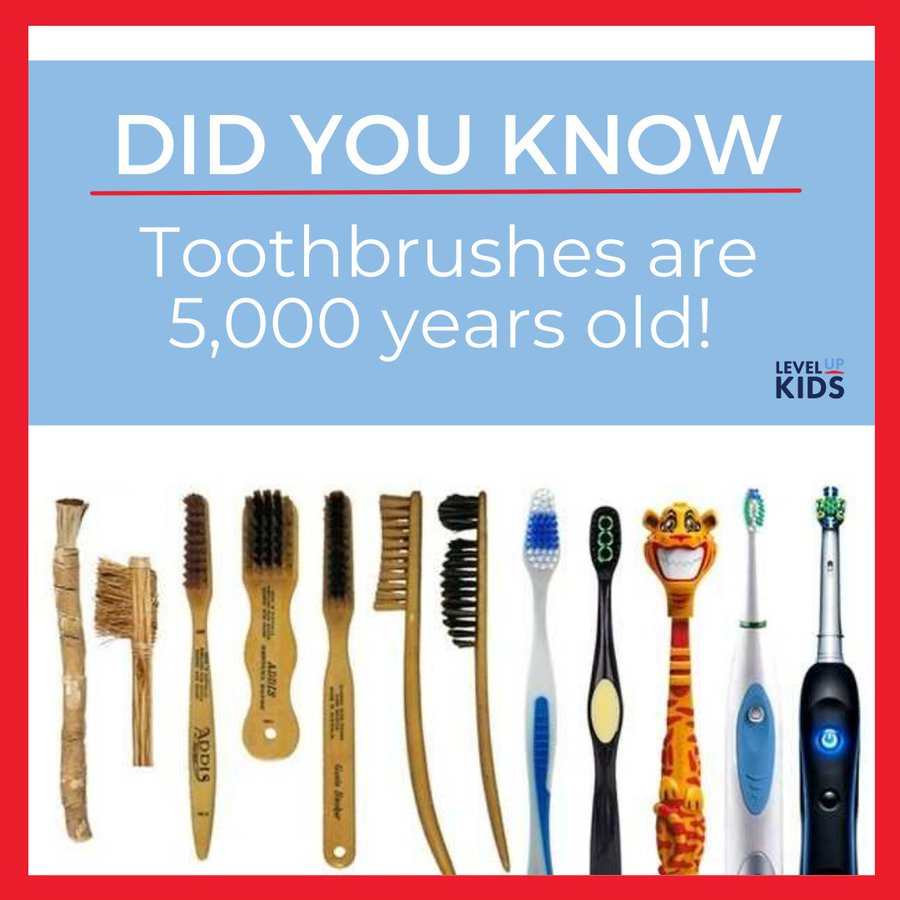 DID YOU KNOW
Toothbrushes are
5,000 years old!
LEVEL UP
KIDS
ADDIS
ADDIS